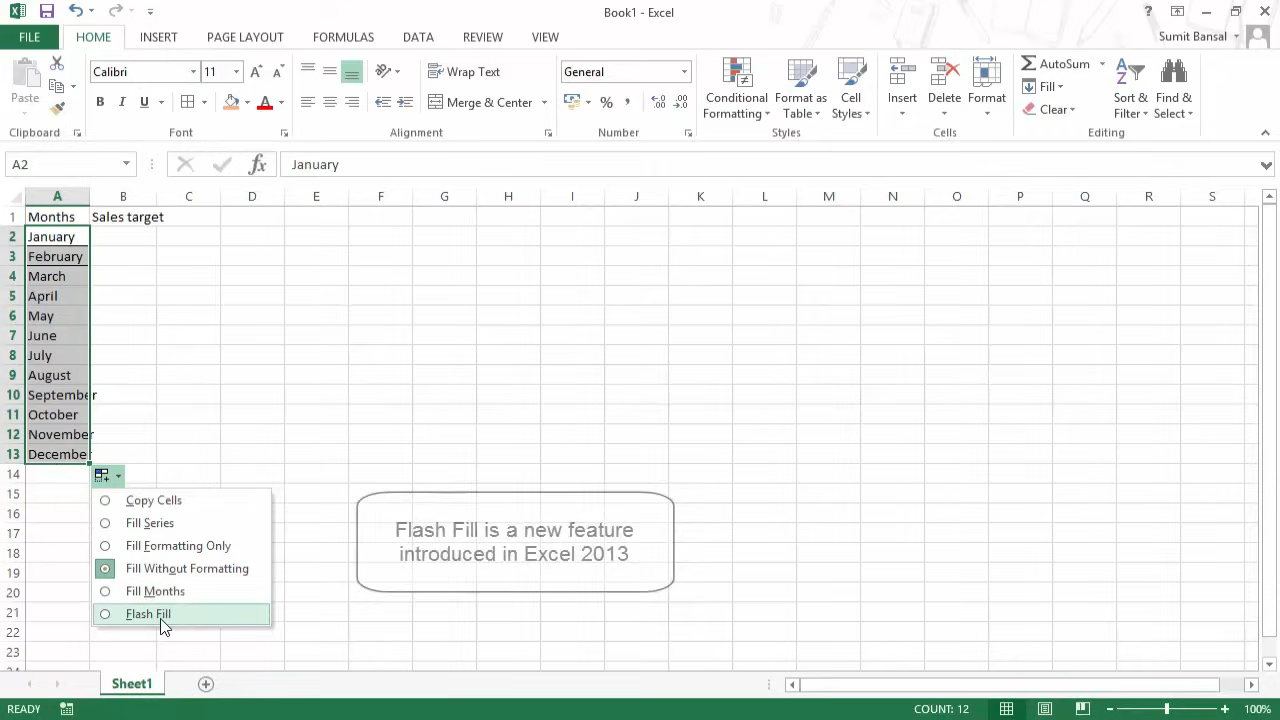 Book1 - Excel
Sumit Bansal
FILE HOME INSERT PAGE LAYOUT FORMULAS DATA REVIEW VIEW
Paste
Clipboard
Calibri 11
B I U A
Font
Wrap Text
Merge & Center
Alignment
General
% ,
Number
Conditional Formatting
Format as Table
Cell Styles
Styles
Insert Delete Format
Cells
AutoSum
Fill
Clear
Sort & Filter
Find & Select
Editing
A2 fx January
A B C D E F G H I J K L M N O P Q R S
1 Months Sales target
2 January
3 February
4 March
5 April
6 May
7 June
8 July
9 August
10 September
11 October
12 November
13 December
14
15
16
17
18
19
20
21
22
23
Copy Cells
Fill Series
Fill Formatting Only
Fill Without Formatting
Fill Months
Flash Fill
Flash Fill is a new feature
introduced in Excel 2013
Sheet1
READY COUNT: 12 100%